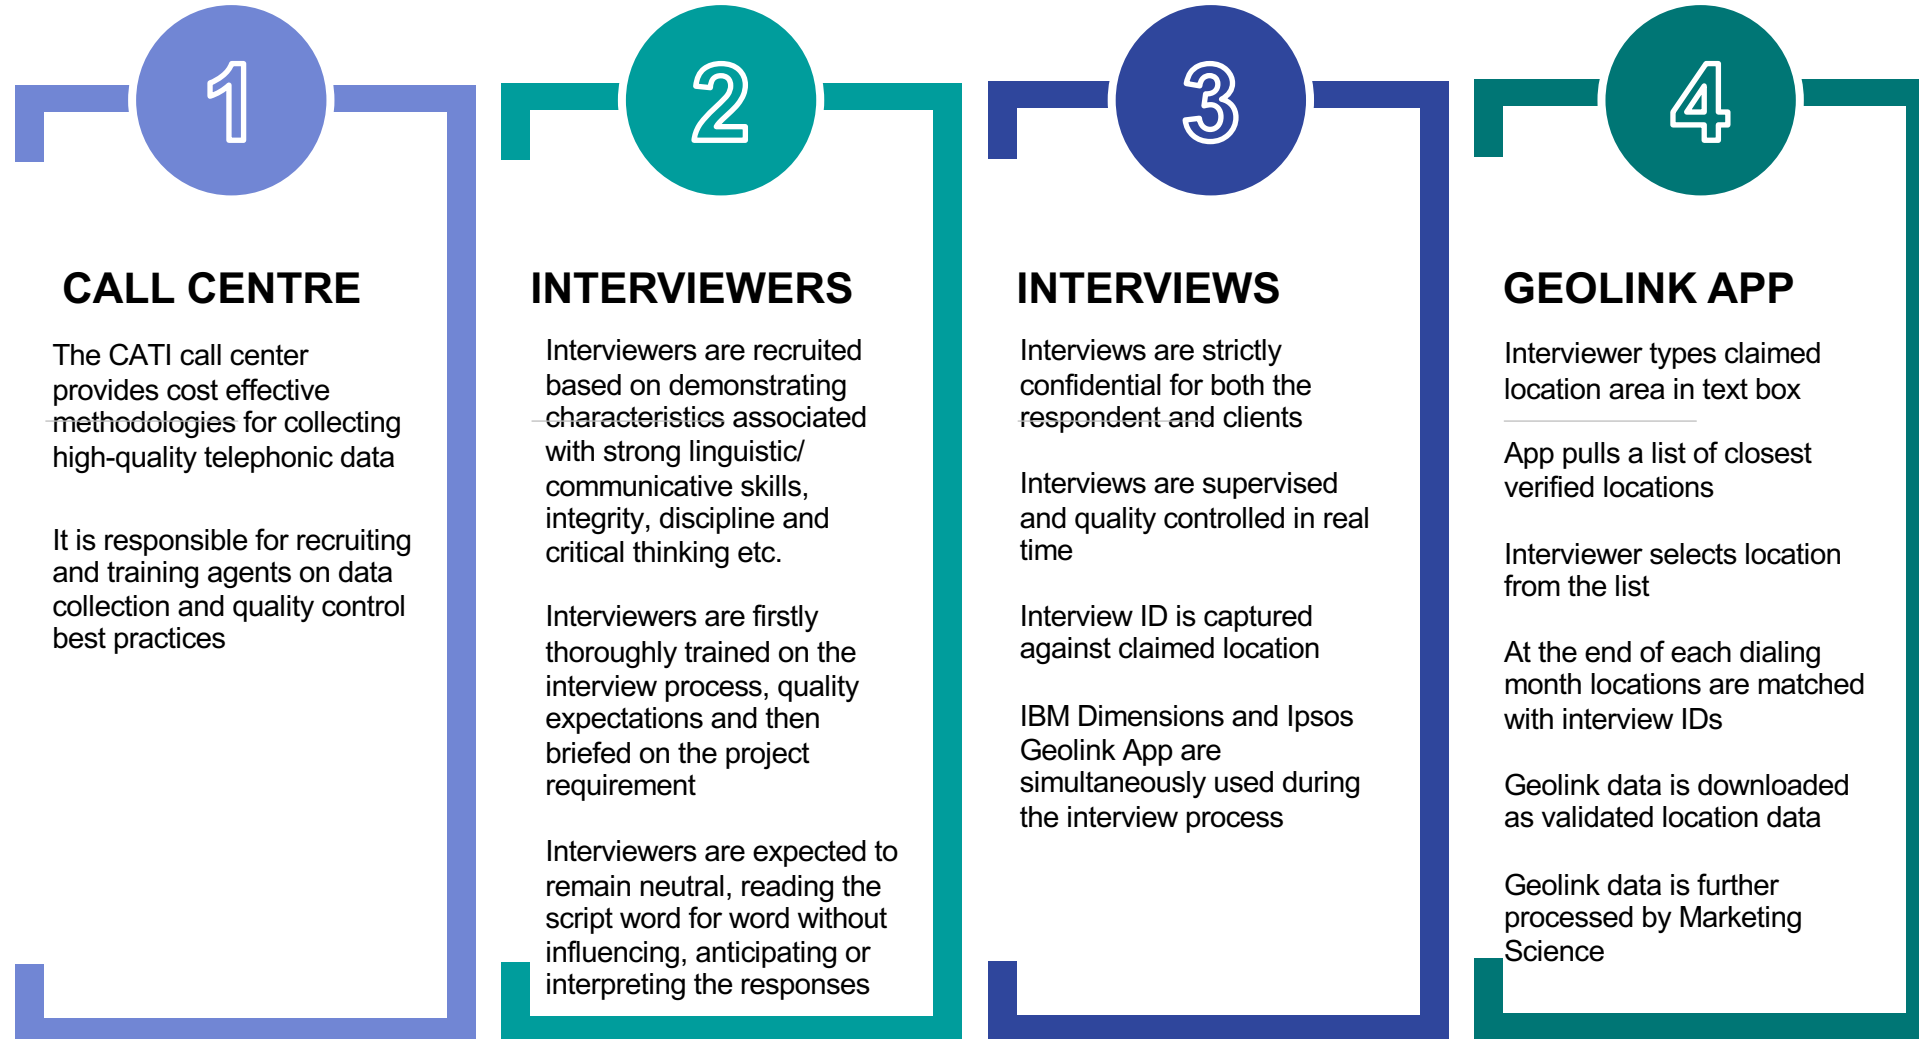 1
CALL CENTRE
The CATI call center
provides cost effective
methodologies for collecting
high-quality telephonic data
It is responsible for recruiting
and training agents on data
collection and quality control
best practices
2
INTERVIEWERS
Interviewers are recruited
based on demonstrating
characteristics associated
with strong linguistic/
communicative skills,
integrity, discipline and
critical thinking etc.
Interviewers are firstly
thoroughly trained on the
interview process, quality
expectations and then
briefed on the project
requirement
Interviewers are expected to
remain neutral, reading the
script word for word without
influencing, anticipating or
interpreting the responses
3
INTERVIEWS
Interviews are strictly
confidential for both the
respondent and clients
Interviews are supervised
and quality controlled in real
time
Interview ID is captured
against claimed location
IBM Dimensions and Ipsos
Geolink App are
simultaneously used during
the interview process
4
GEOLINK APP
Interviewer types claimed
location area in text box
App pulls a list of closest
verified locations
Interviewer selects location
from the list
At the end of each dialing
month locations are matched
with interview IDs
Geolink data is downloaded
as validated location data
Geolink data is further
processed by Marketing
Science